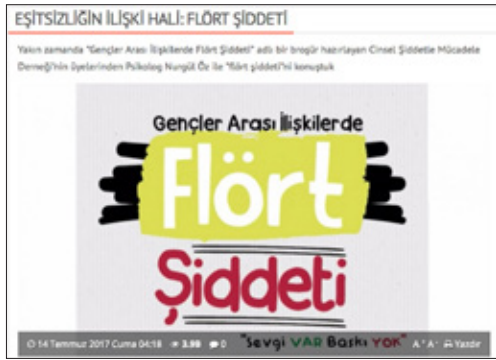 EŞİTSİZLİĞİN İLİŞKİ HALİ: FLÖRT ŞİDDETİ
Yakın zamanda "Gençler Arası İlişkilerde Flört Şiddeti" adlı bir broşür hazırlayan Cinsel Şiddetle Mücadele
Derneği'nin üyelerinden Psikolog Nurgül Öz ile "flört şiddeti"ni konuştuk
Gençler Arası İlişkilerde
Flört
Şiddeti
"Sevgi VAR Baskı YOK"
14 Temmuz 2017 Cuma 04:18 3.99 0 A+ A- Yazdır